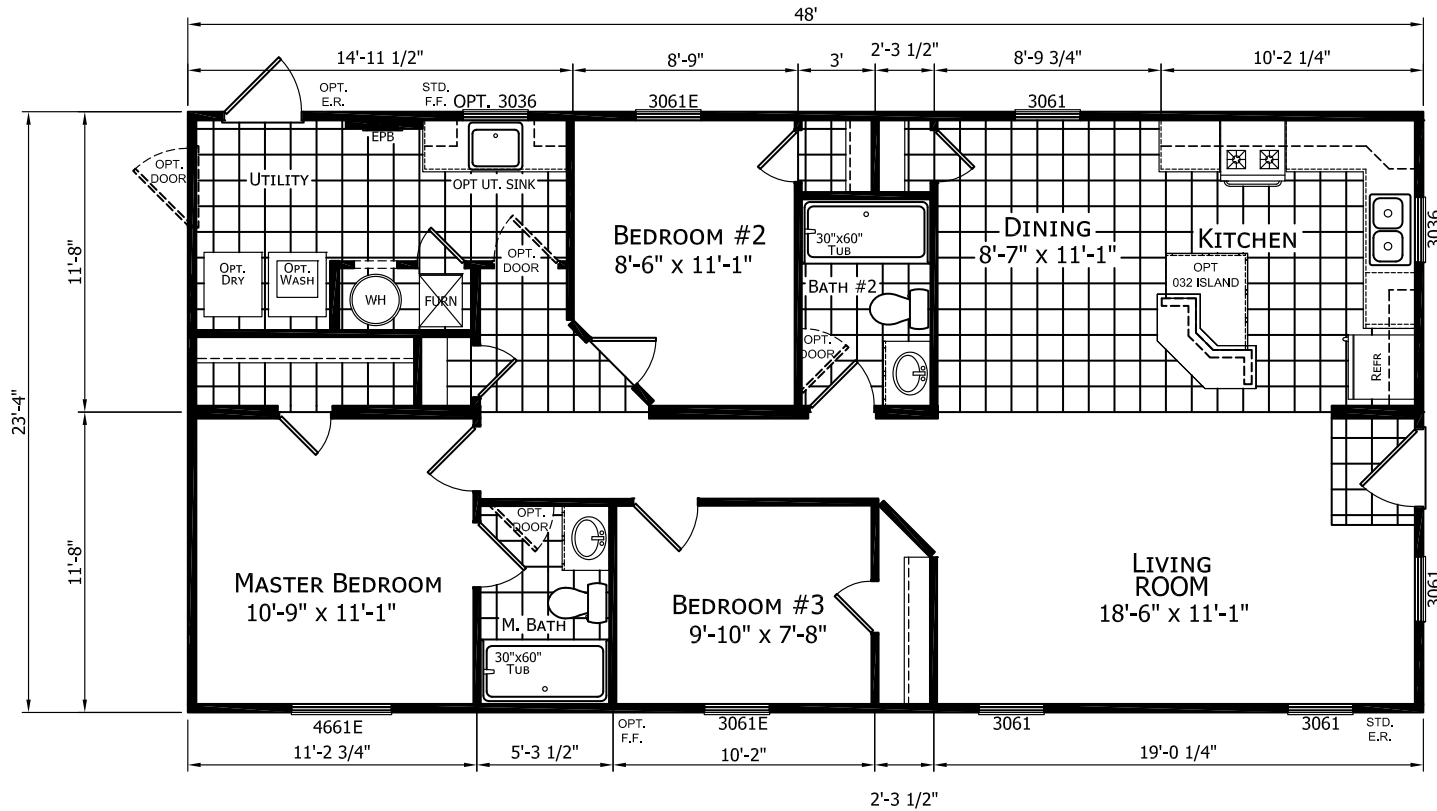 48'
14'-11 1/2"
8'-9"
3'
2'-3 1/2"
8'-9 3/4"
10'-2 1/4"
OPT.
E.R.
STD.
F.F.
OPT. 3036
3061E
3061
EPB
OPT.
DOOR
UTILITY
OPT UT. SINK
BEDROOM #2
8'-6" x 11'-1"
30"x60"
TUB
DINING
8'-7" x 11'-1"
KITCHEN
3036
11'-8"
OPT.
DRY
OPT.
WASH
OPT.
DOOR
WH
FURN
BATH #2
OPT
032 ISLAND
OPT.
DOOR
REFR
23'-4"
11'-8"
OPT.
DOOR
MASTER BEDROOM
10'-9" x 11'-1"
M. BATH
30"x60"
TUB
BEDROOM #3
9'-10" x 7'-8"
LIVING
ROOM
18'-6" x 11'-1"
3061
4661E
OPT.
F.F.
3061E
3061
3061
STD.
E.R.
11'-2 3/4"
5'-3 1/2"
10'-2"
19'-0 1/4"
2'-3 1/2"